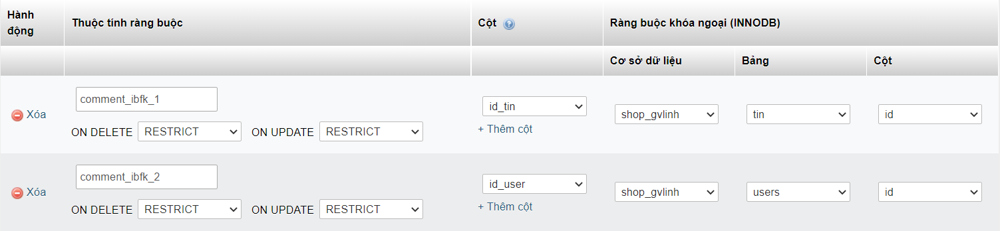 Hành động
Thuộc tính ràng buộc
Cột
Ràng buộc khóa ngoại (INNODB)
Cơ sở dữ liệu
Bảng
Cột
Xóa
comment_ibfk_1
ON DELETE RESTRICT ON UPDATE RESTRICT
id_tin
+ Thêm cột
shop_gvlinh
tin
id
Xóa
comment_ibfk_2
ON DELETE RESTRICT ON UPDATE RESTRICT
id_user
+ Thêm cột
shop_gvlinh
users
id